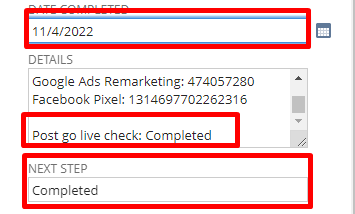 DATE COMPLETED
11/4/2022
DETAILS
Google Ads Remarketing: 474057280
Facebook Pixel: 1314697702262316
Post go live check: Completed
NEXT STEP
Completed